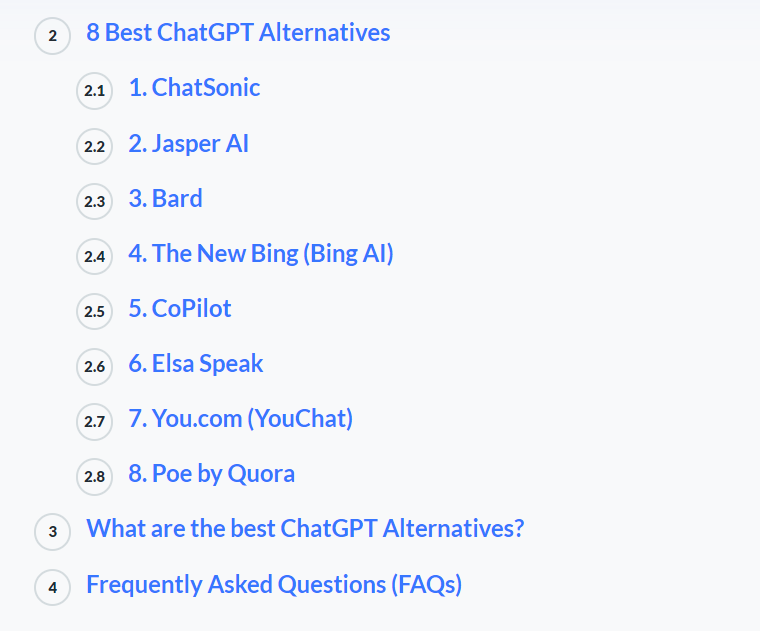 2 8 Best ChatGPT Alternatives
2.1 1. ChatSonic
2.2 2. Jasper AI
2.3 3. Bard
2.4 4. The New Bing (Bing AI)
2.5 5. CoPilot
2.6 6. Elsa Speak
2.7 7. You.com (YouChat)
2.8 8. Poe by Quora
3 What are the best ChatGPT Alternatives?
4 Frequently Asked Questions (FAQs)